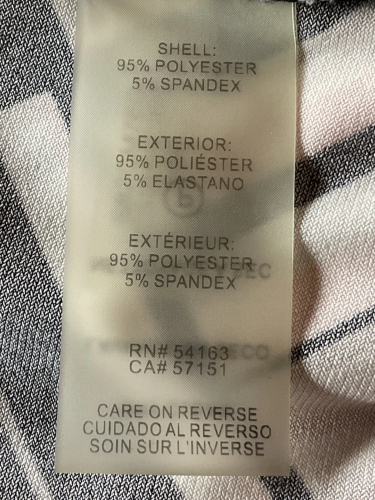 SHELL:
95% POLYESTER
5% SPANDEX
EXTERIOR:
95% POLIÉSTER
5% ELASTANO
EXTÉRIEUR:
95% POLYESTER
5% SPANDEX
RN# 54163
CA# 57151
CARE ON REVERSE
CUIDADO AL REVERSO
SOIN SUR L'INVERSE